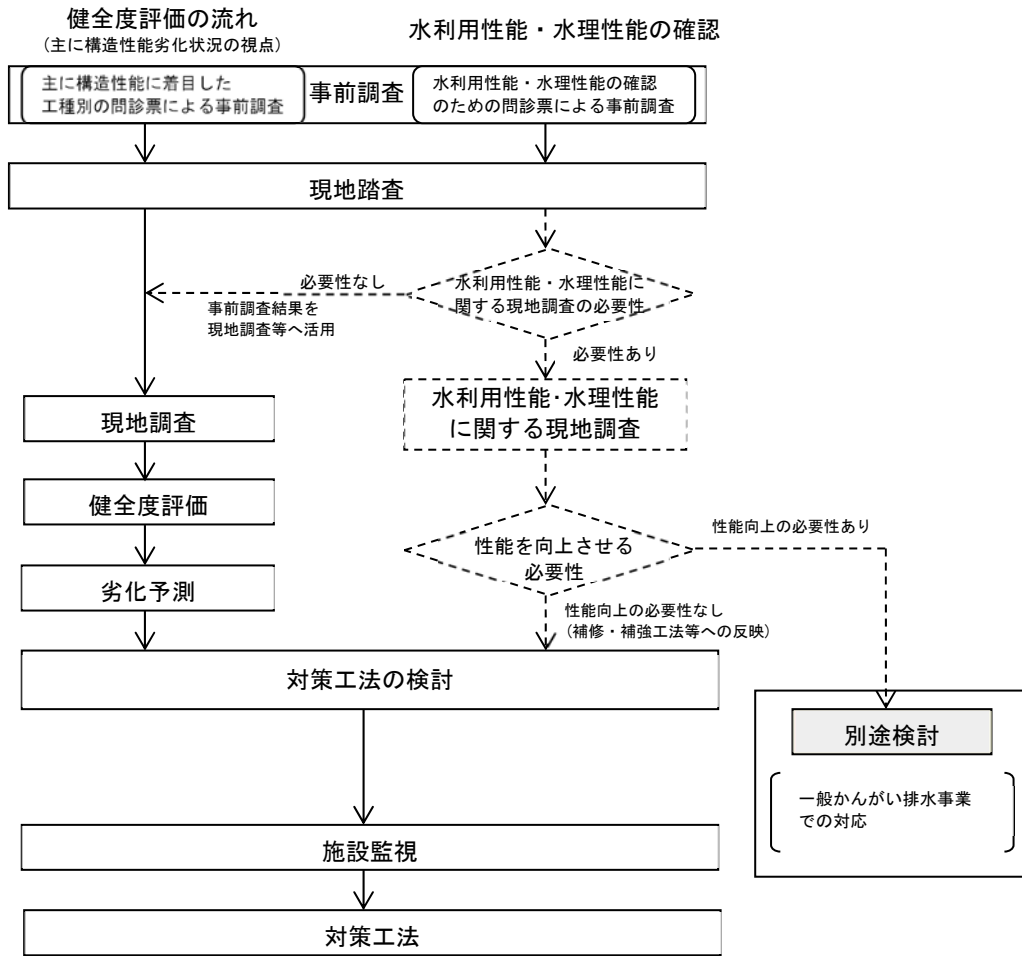 健全度評価の流れ
(主に構造性能劣化状況の視点)
水利用性能・水理性能の確認
主に構造性能に着目した
工種別の問診票による事前調査
事前調査
水利用性能・水理性能の確認
のための問診票による事前調査
現地踏査
水利用性能・水理性能に
関する現地調査の必要性
必要性なし
事前調査結果を
現地調査等へ活用
必要性あり
現地調査
水利用性能･水理性能
に関する現地調査
健全度評価
性能を向上させる
必要性
性能向上の必要性あり
劣化予測
性能向上の必要性なし
(補修・補強工法等への反映)
対策工法の検討
別途検討
一般かんがい排水事業
での対応
施設監視
対策工法